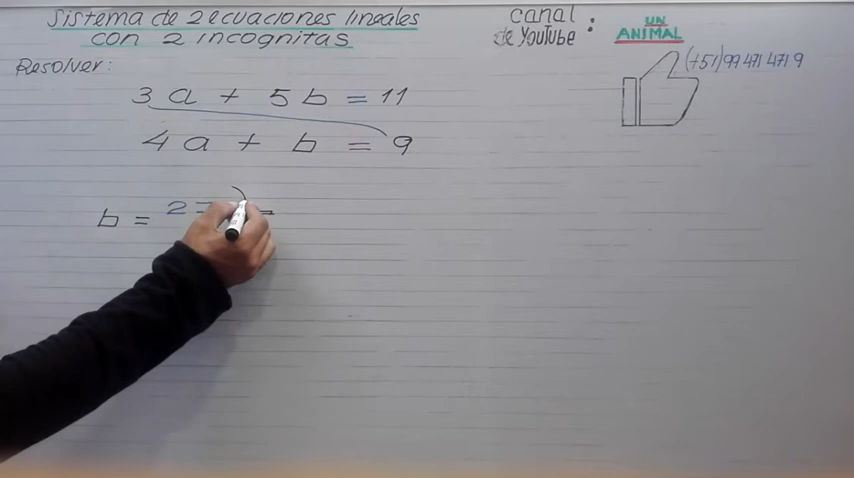 Sistema de 2 ecuaciones lineales
con 2 incognitas
canal
de YouTube :
UN
ANIMAL
(+51) 99 471 471 9
Resolver:
3a + 5b = 11
4a + b = 9
b = 2